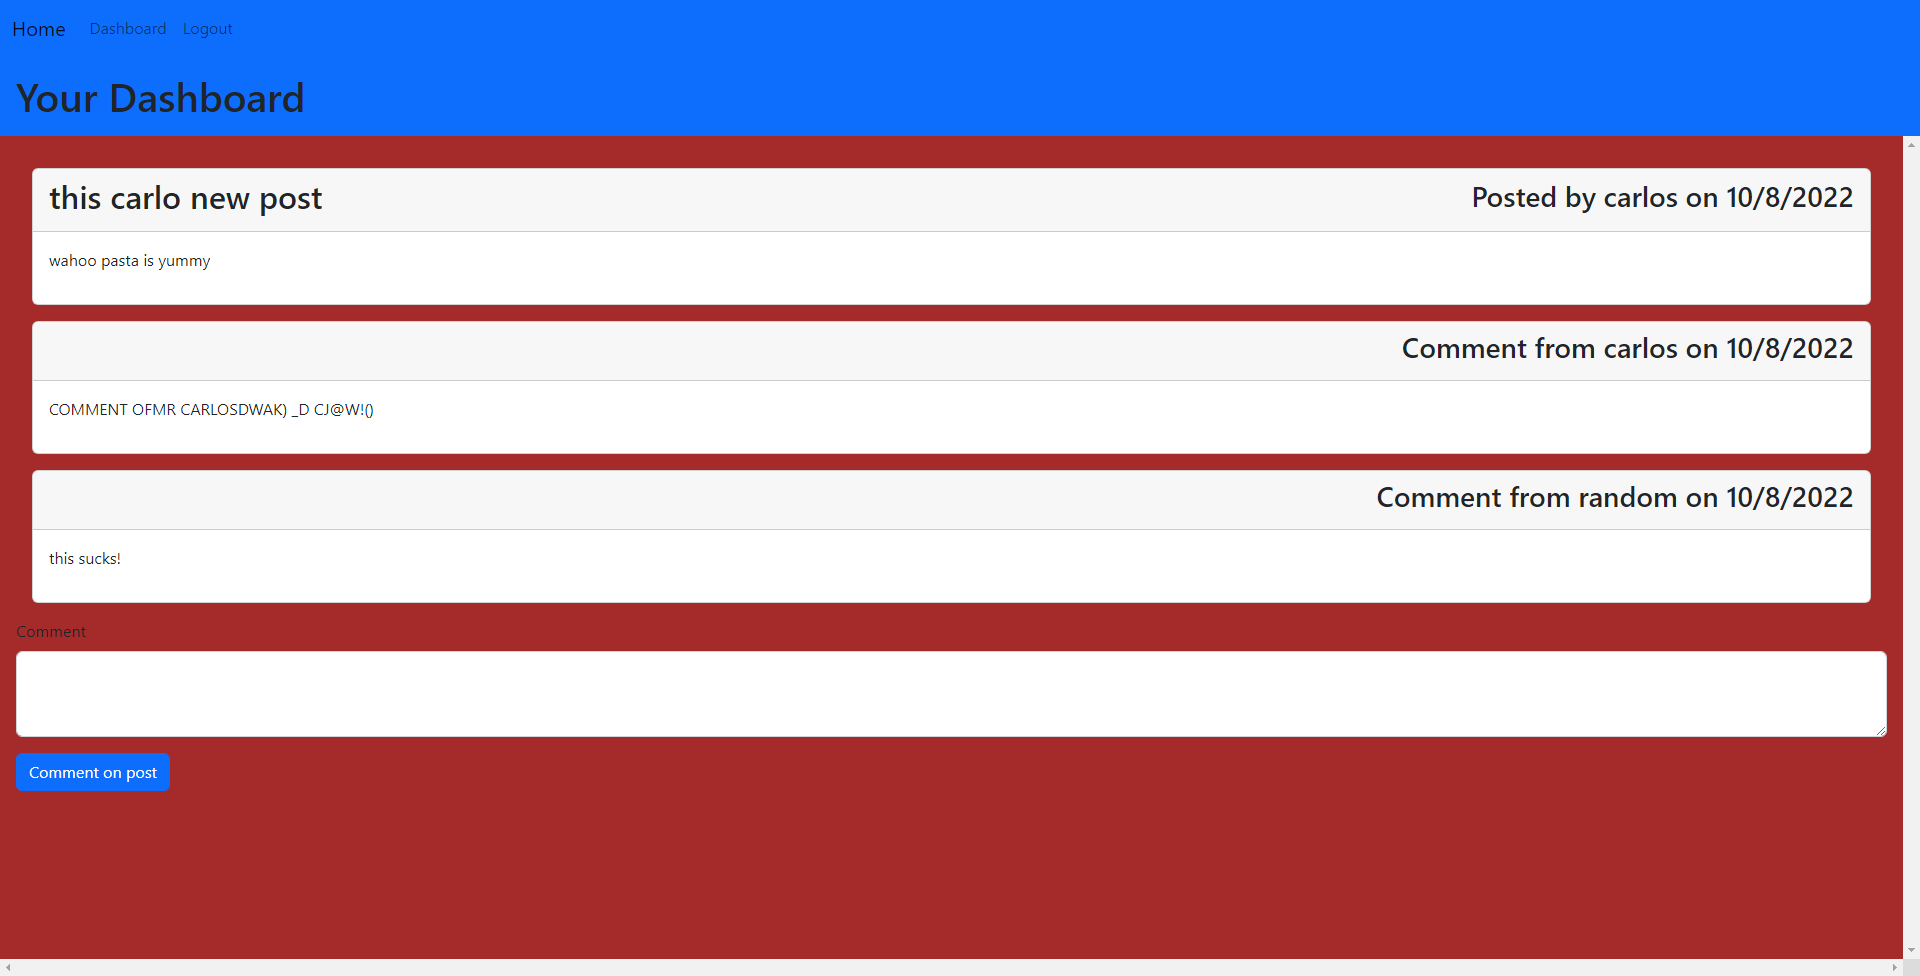 Home Dashboard Logout
Your Dashboard
this carlo new post Posted by carlos on 10/8/2022
wahoo pasta is yummy
Comment from carlos on 10/8/2022
COMMENT OFMR CARLOSDWAK) _D CJ@W!()
Comment from random on 10/8/2022
this sucks!
Comment
Comment on post